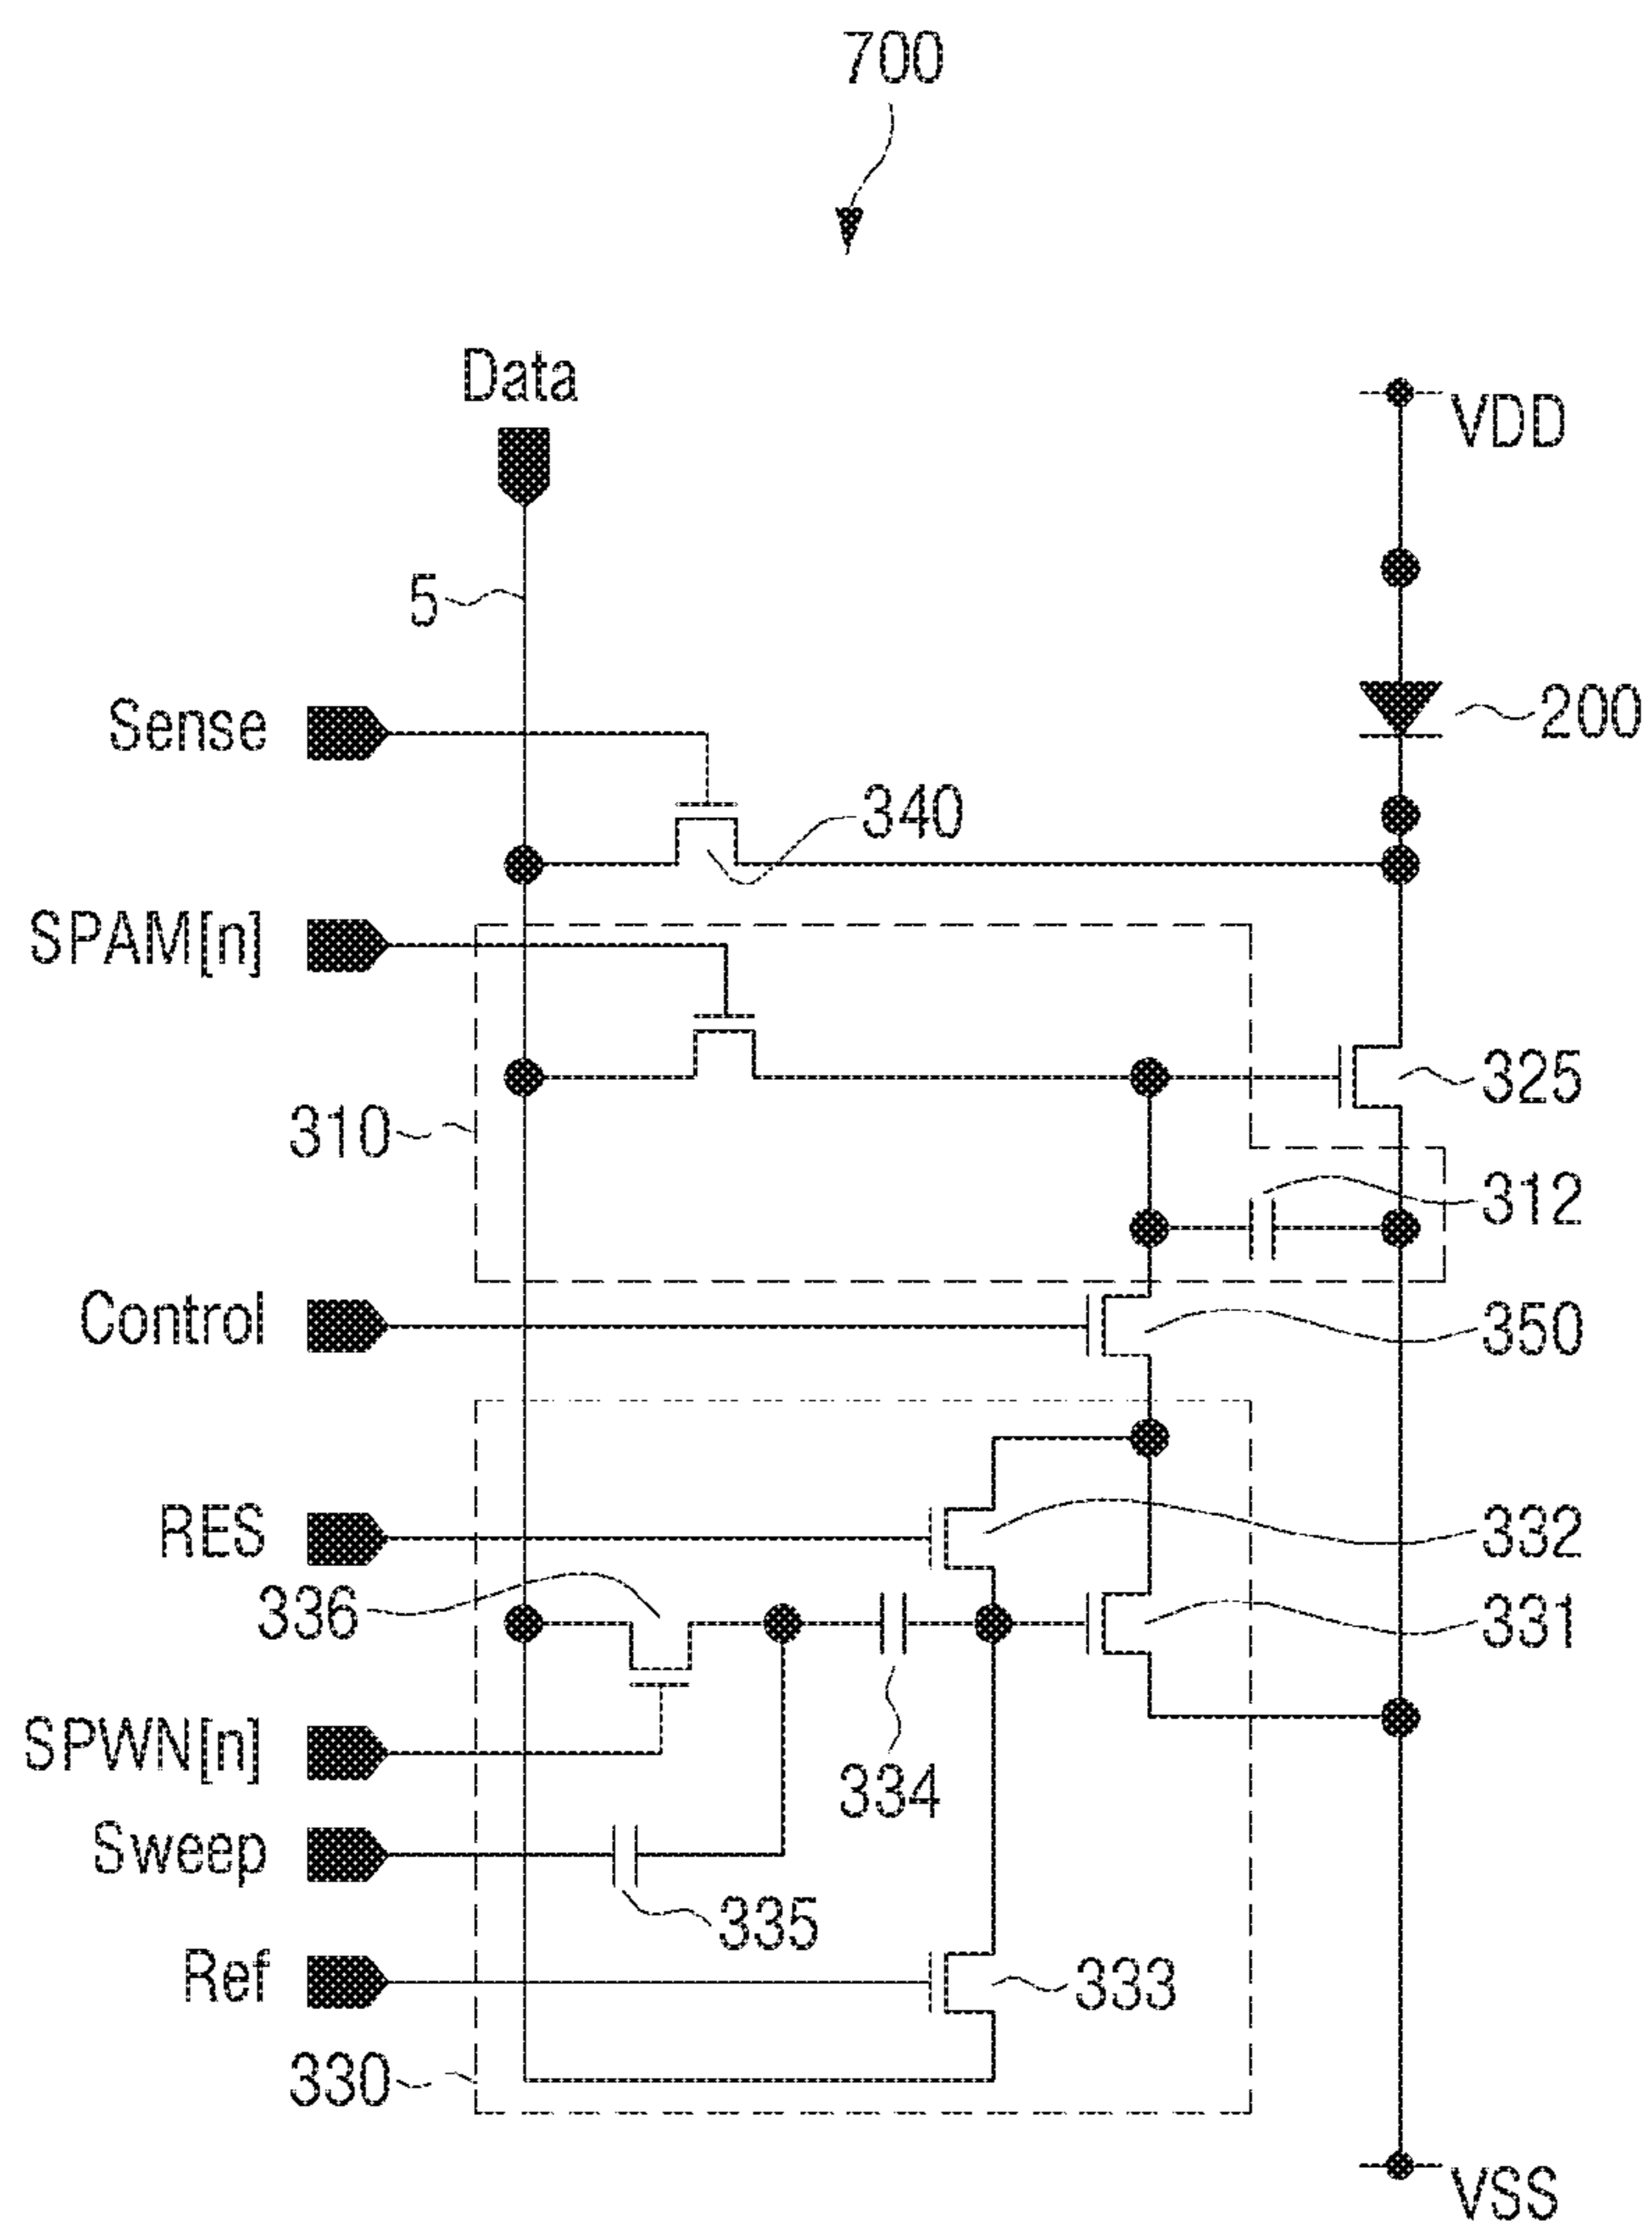 700
Data
VDD
5
200
Sense
340
SPAM[n]
325
310
312
Control
350
RES
332
336
331
SPWN[n]
334
Sweep
335
Ref
333
330
VSS